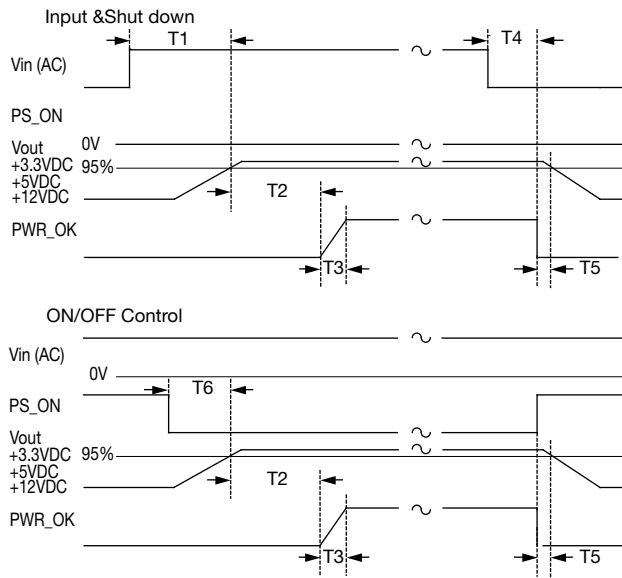 Input &Shut down
T1
T4
Vin (AC)
PS_ON
Vout
0V
+3.3VDC
95%
+5VDC
+12VDC
T2
PWR_OK
T3
T5
ON/OFF Control
Vin (AC)
0V
T6
PS_ON
Vout
+3.3VDC
95%
+5VDC
+12VDC
T2
PWR_OK
T3
T5